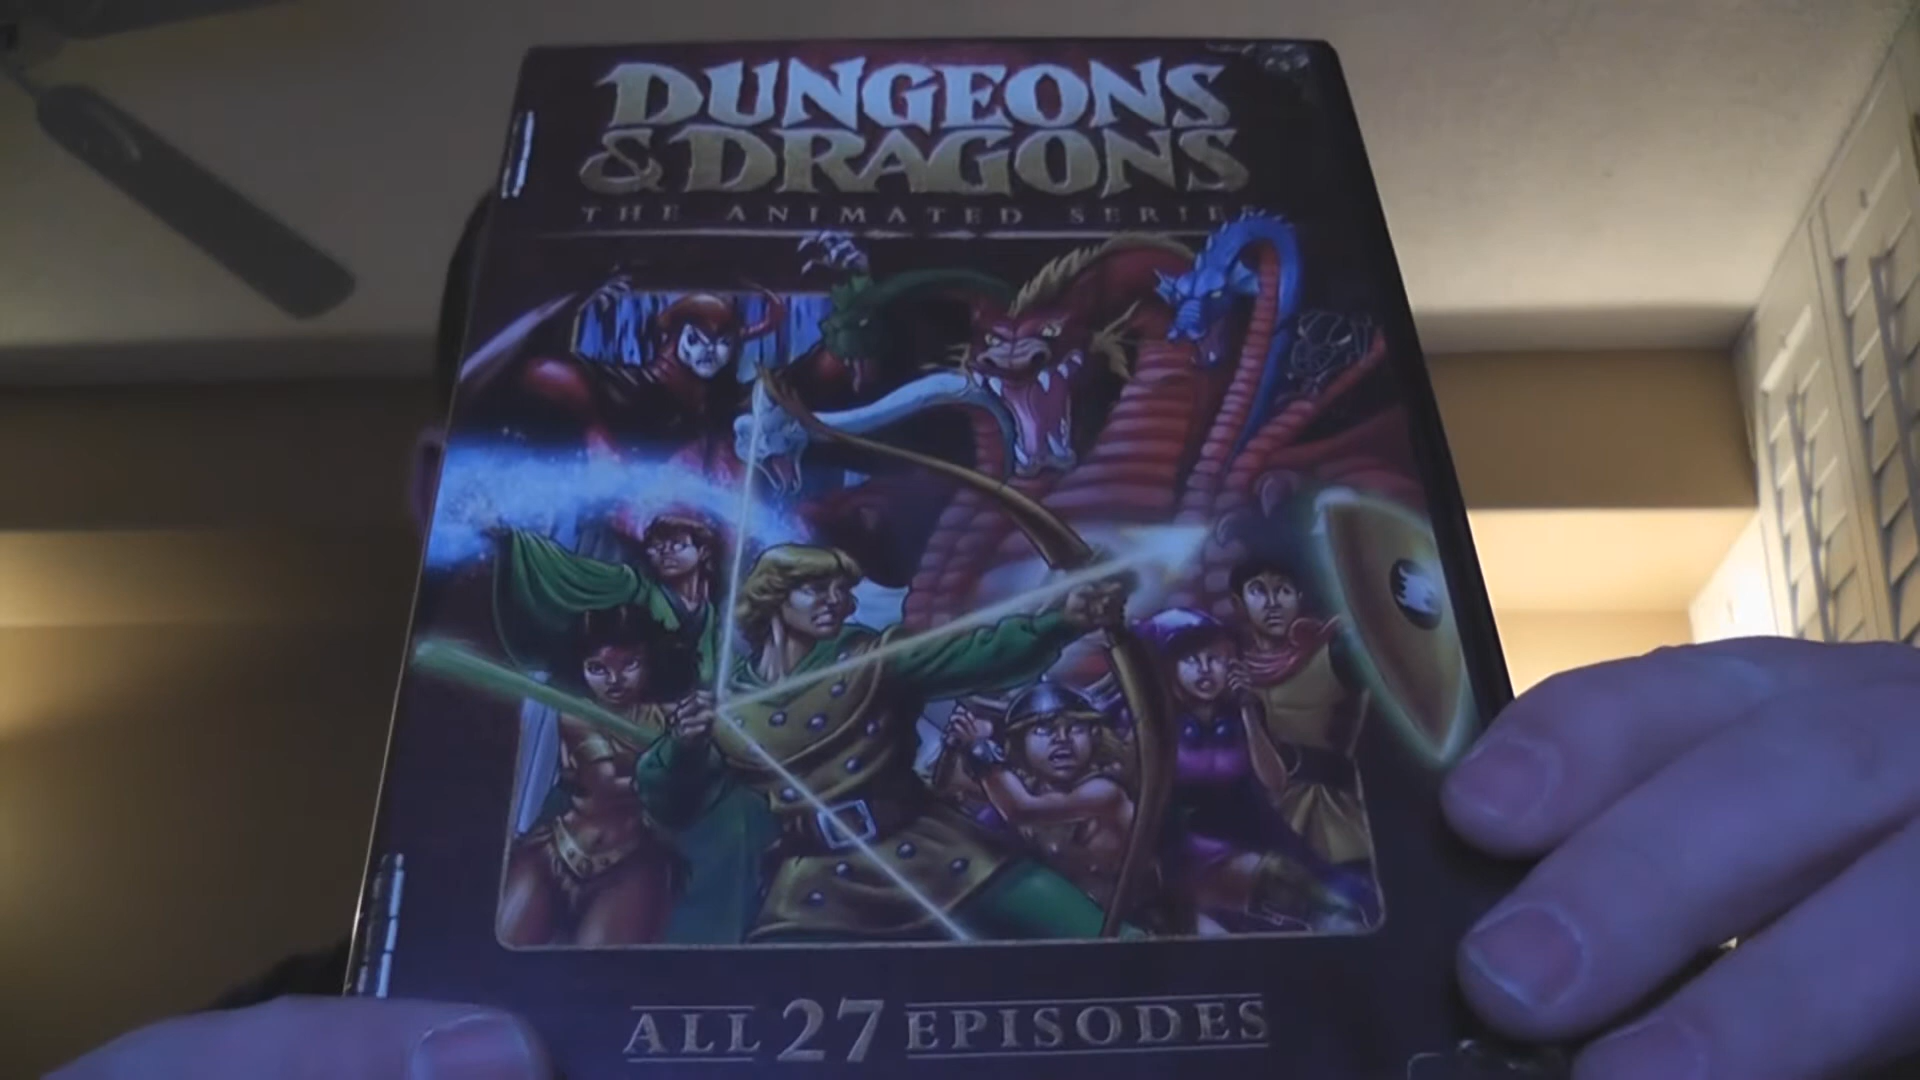 DUNGEONS
& DRAGONS
THE ANIMATED SERIES
ALL 27 EPISODES